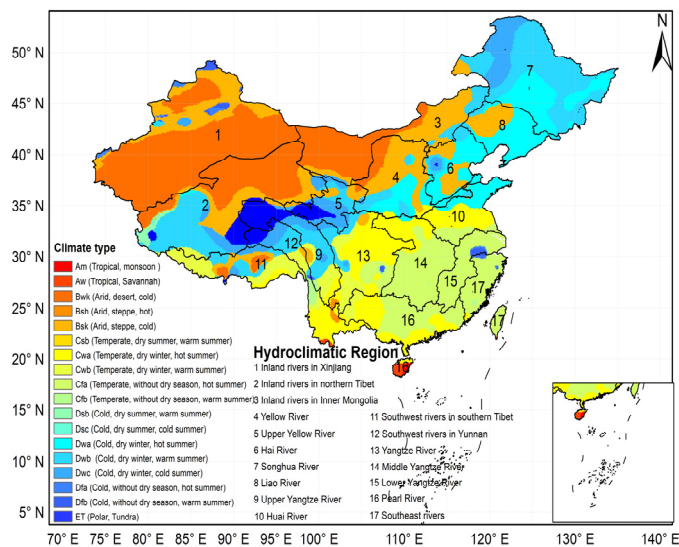 N
50° N
45° N
40° N
35° N
30° N
25° N
20° N
15° N
10° N
5° N
7
3
8
1
4
6
5
2
10
12
13
9
11
14
15
17
16
17
16
Climate type
Am (Tropical, monsoon )
Aw (Tropical, Savannah)
Bwk (Arid, desert, cold)
Bsh (Arid, steppe, hot)
Bsk (Arid, steppe, cold)
Csb (Temperate, dry summer, warm summer)
Cwa (Temperate, dry winter, hot summer)
Cwb (Temperate, dry winter, warm summer)
Cfa (Temperate, without dry season, hot summer)
Cfb (Temperate, without dry season, warm summer)
Dsb (Cold, dry summer, warm summer)
Dsc (Cold, dry summer, cold summer)
Dwa (Cold, dry winter, hot summer)
Dwb (Cold, dry winter, warm summer)
Dwc (Cold, dry winter, cold summer)
Dfa (Cold, without dry season, hot summer)
Dfb (Cold, without dry season, warm summer)
ET (Polar, Tundra)
Hydroclimatic Region
1 Inland rivers in Xinjiang
2 Inland rivers in northern Tibet
3 Inland rivers in Inner Mongolia
4 Yellow River
5 Upper Yellow River
6 Hai River
7 Songhua River
8 Liao River
9 Upper Yangtze River
10 Huai River
11 Southwest rivers in southern Tibet
12 Southwest rivers in Yunnan
13 Yangtze River
14 Middle Yangtze River
15 Lower Yangtze River
16 Pearl River
17 Southeast rivers
70° E
80° E
90° E
100° E
110° E
120° E
130° E
140° E